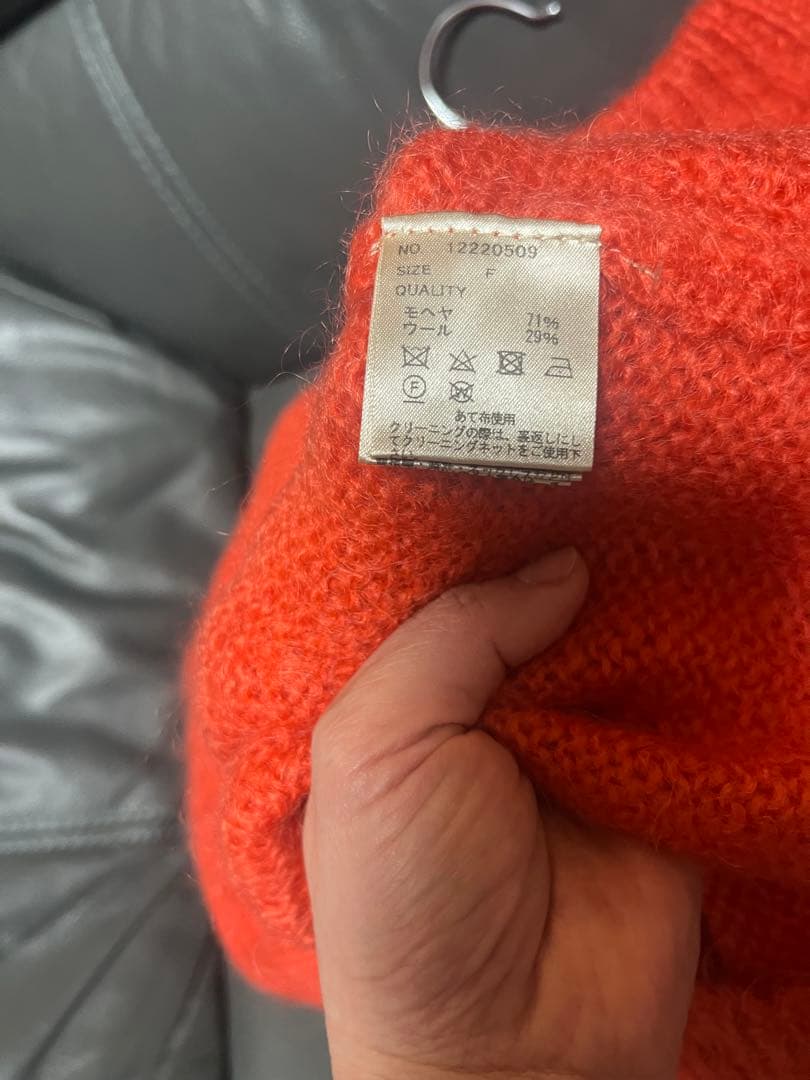 NO 12220509
SIZE F
QUALITY
モヘヤ 71%
ウール 29%
F
あて布使用
クリーニングの際は、裏返しにし
てクリーニングネットをご使用下